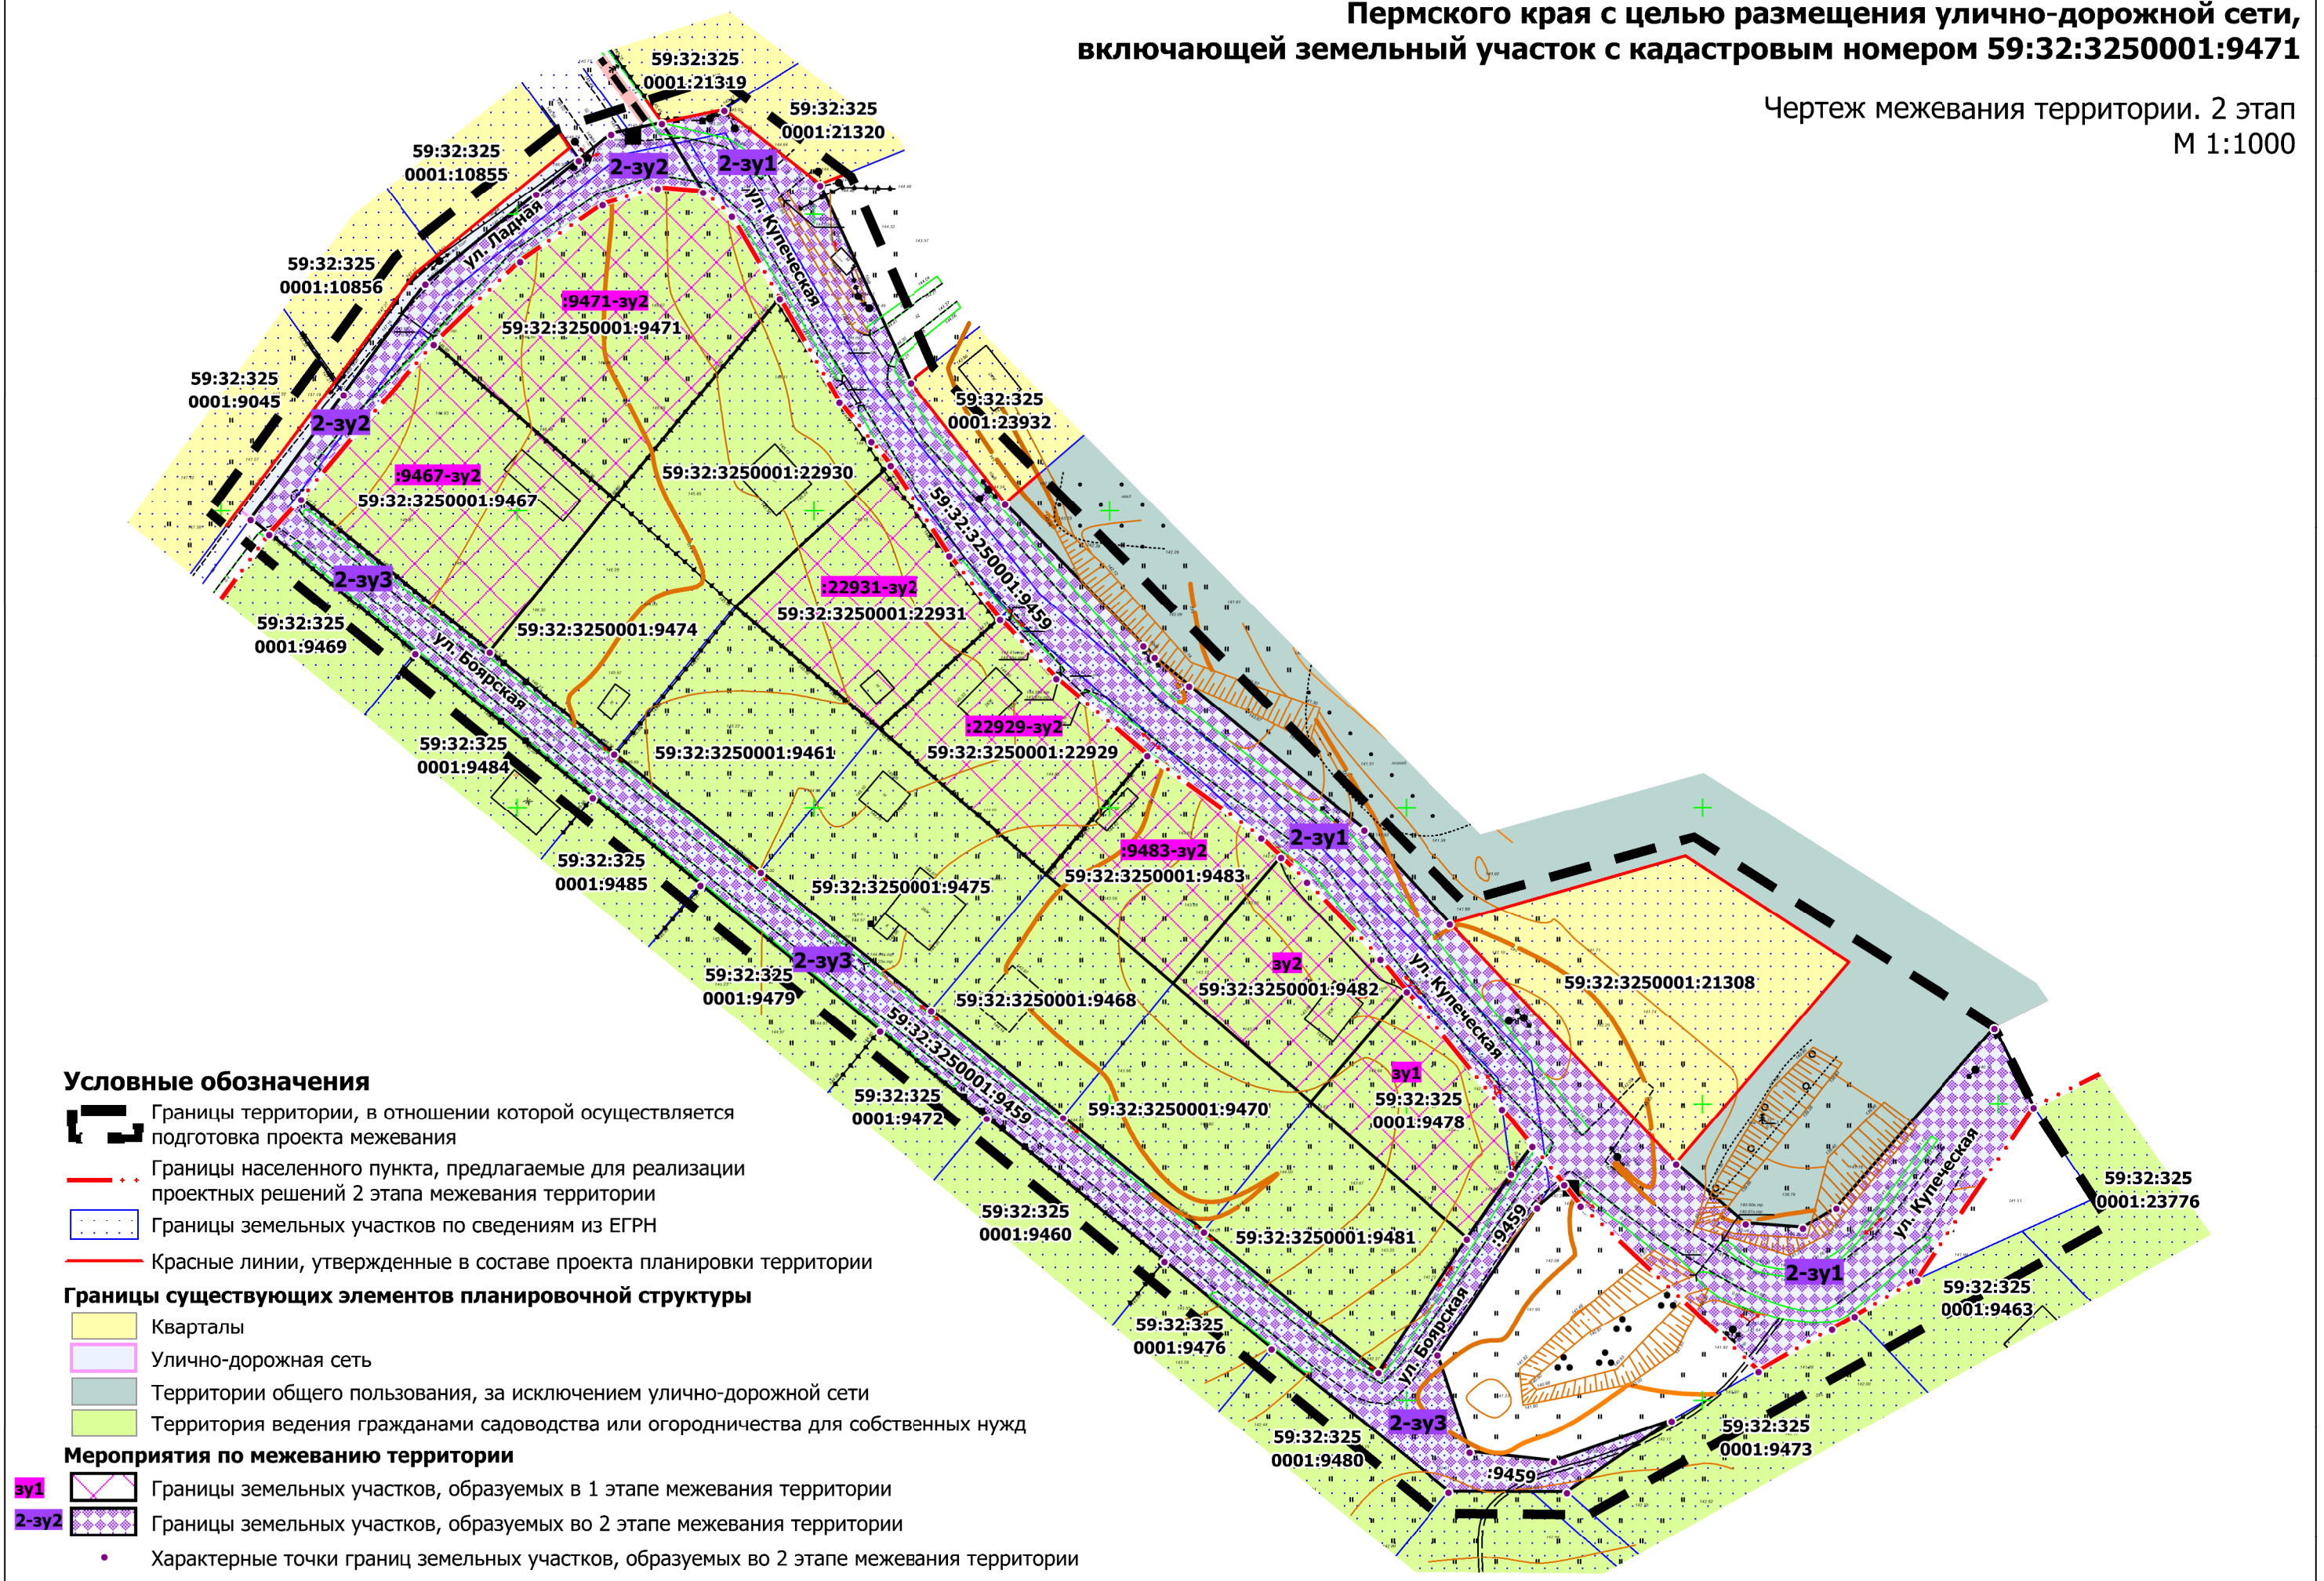 Пермского края с целью размещения улично-дорожной сети,
включающей земельный участок с кадастровым номером 59:32:3250001:9471
Чертеж межевания территории. 2 этап
М 1:1000
59:32:325
0001:21319
59:32:325
0001:21320
59:32:325
0001:10855
2-зу2
2-зу1
ул. Ладная
ул. Купеческая
59:32:325
0001:10856
:9471-зу2
59:32:3250001:9471
59:32:325
0001:9045
59:32:325
0001:23932
2-зу2
:9467-зу2
59:32:3250001:9467
59:32:3250001:22930
59:32:3250001:9459
2-зу3
:22931-зу2
59:32:3250001:22931
59:32:325
0001:9469
59:32:3250001:9474
ул. Боярская
:22929-зу2
59:32:3250001:22929
59:32:325
0001:9484
59:32:3250001:9461
2-зу1
:9483-зу2
59:32:3250001:9483
59:32:325
0001:9485
59:32:3250001:9475
2-зу3
зу2
59:32:3250001:9482
ул. Купеческая
59:32:3250001:21308
59:32:325
0001:9479
59:32:3250001:9468
59:32:3250001:9459
зу1
59:32:325
0001:9478
59:32:325
0001:9472
59:32:3250001:9470
59:32:325
0001:23776
ул. Купеческая
59:32:325
0001:9460
59:32:3250001:9481
:9459
2-зу1
59:32:325
0001:9463
59:32:325
0001:9476
ул. Боярская
2-зу3
59:32:325
0001:9480
59:32:325
0001:9473
:9459
Условные обозначения
Границы территории, в отношении которой осуществляется
подготовка проекта межевания
Границы населенного пункта, предлагаемые для реализации
проектных решений 2 этапа межевания территории
Границы земельных участков по сведениям из ЕГРН
Красные линии, утвержденные в составе проекта планировки территории
Границы существующих элементов планировочной структуры
Кварталы
Улично-дорожная сеть
Территории общего пользования, за исключением улично-дорожной сети
Территория ведения гражданами садоводства или огородничества для собственных нужд
Мероприятия по межеванию территории
зу1 Границы земельных участков, образуемых в 1 этапе межевания территории
2-зу2 Границы земельных участков, образуемых во 2 этапе межевания территории
Характерные точки границ земельных участков, образуемых во 2 этапе межевания территории